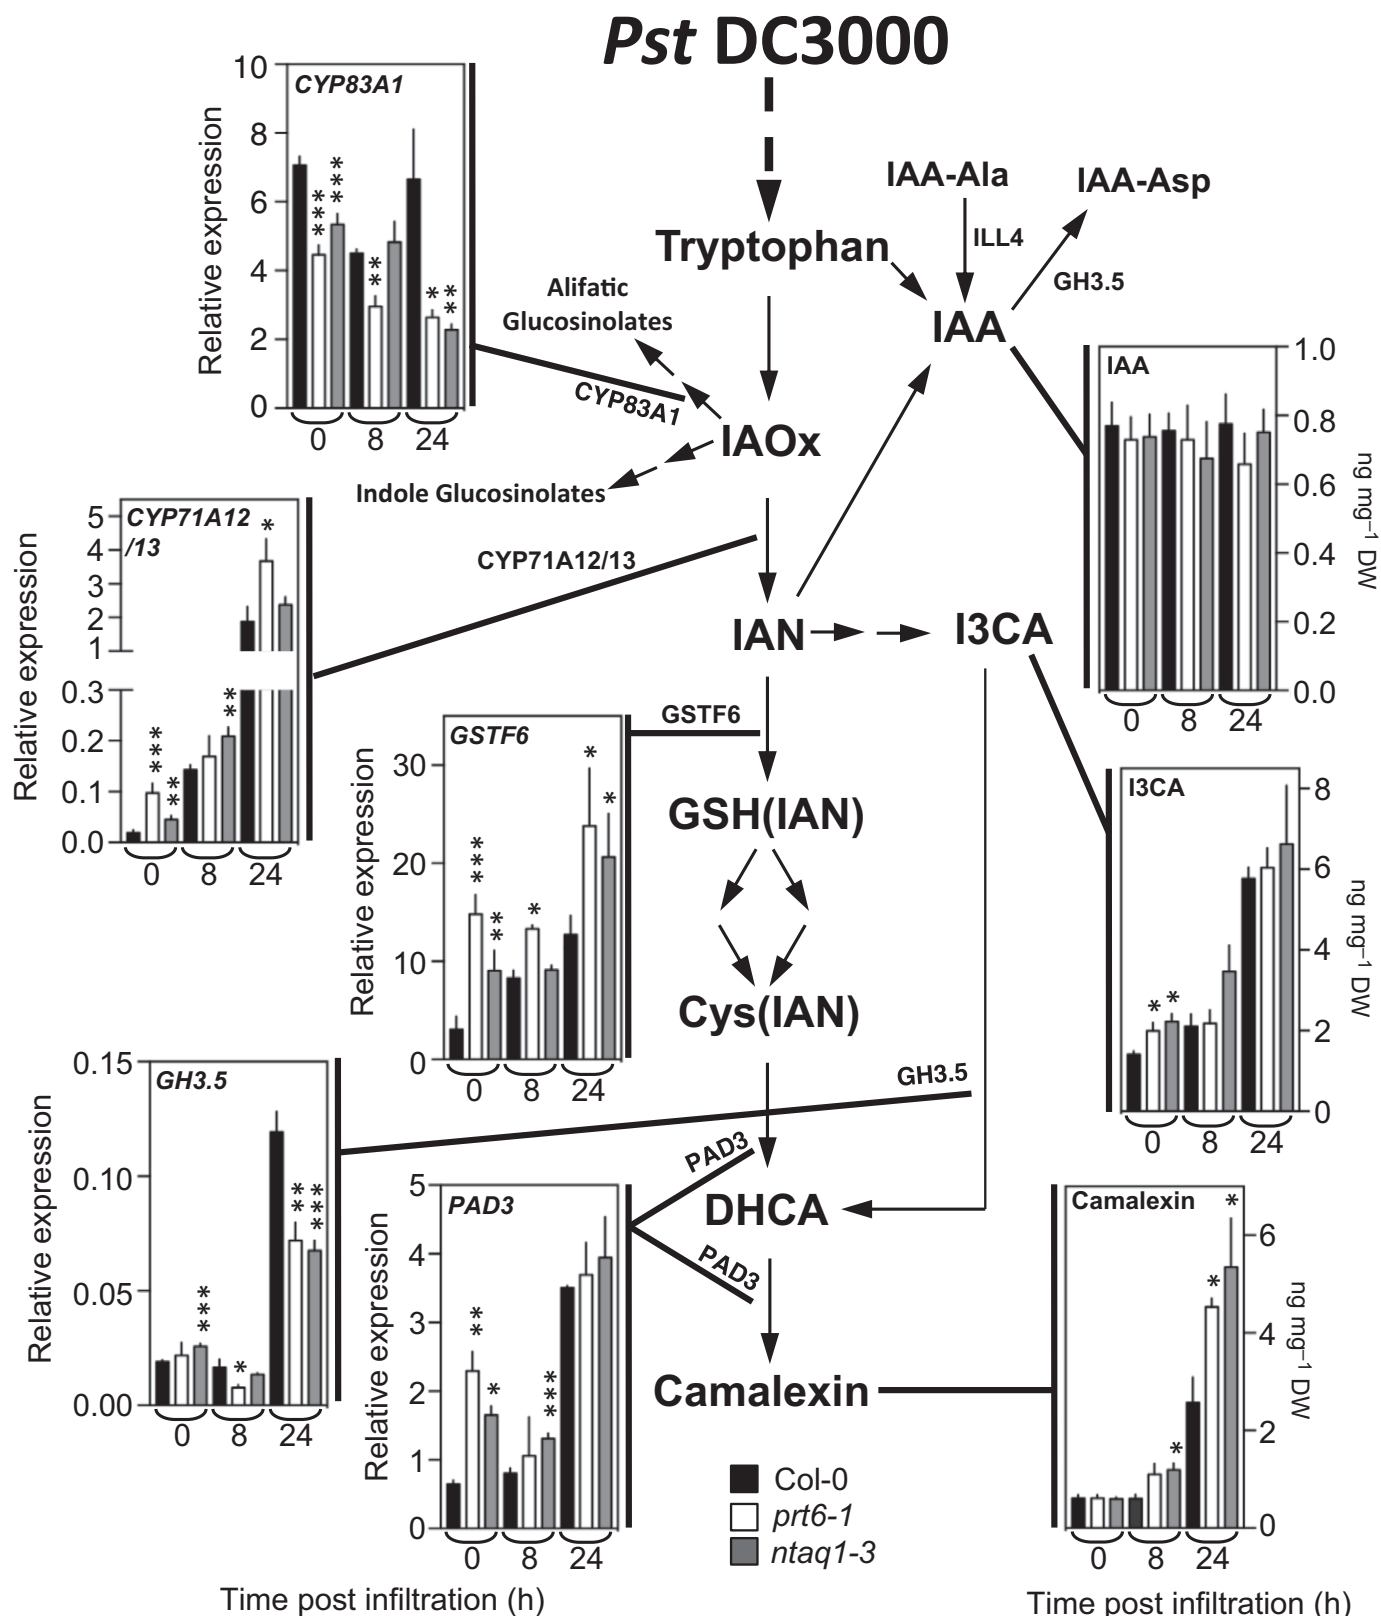 Pst DC3000
CYP83A1
Relative expression
10
8
6
4
2
0
***
***
**
*
**
0 8 24
IAA-Ala
IAA-Asp
ILL4
GH3.5
Tryptophan
IAA
Alifatic
Glucosinolates
CYP83A1
IAOx
Indole Glucosinolates
IAA
1.0
0.8
0.6
0.4
0.2
0.0
ng mg–1 DW
0 8 24
CYP71A12
/13
Relative expression
5
4
3
2
1
0.3
0.2
0.1
0.0
***
**
**
*
0 8 24
CYP71A12/13
IAN
I3CA
GSTF6
GSTF6
Relative expression
30
20
10
0
***
**
*
*
*
0 8 24
GSH(IAN)
Cys(IAN)
I3CA
8
6
4
2
0
ng mg–1 DW
*
*
0 8 24
GH3.5
GH3.5
Relative expression
0.15
0.10
0.05
0.00
***
*
**
***
0 8 24
PAD3
DHCA
PAD3
PAD3
Relative expression
5
4
3
2
1
0
**
*
***
0 8 24
Camalexin
Camalexin
6
4
2
0
ng mg–1 DW
*
*
*
0 8 24
Col-0
prt6-1
ntaq1-3
Time post infiltration (h)
Time post infiltration (h)